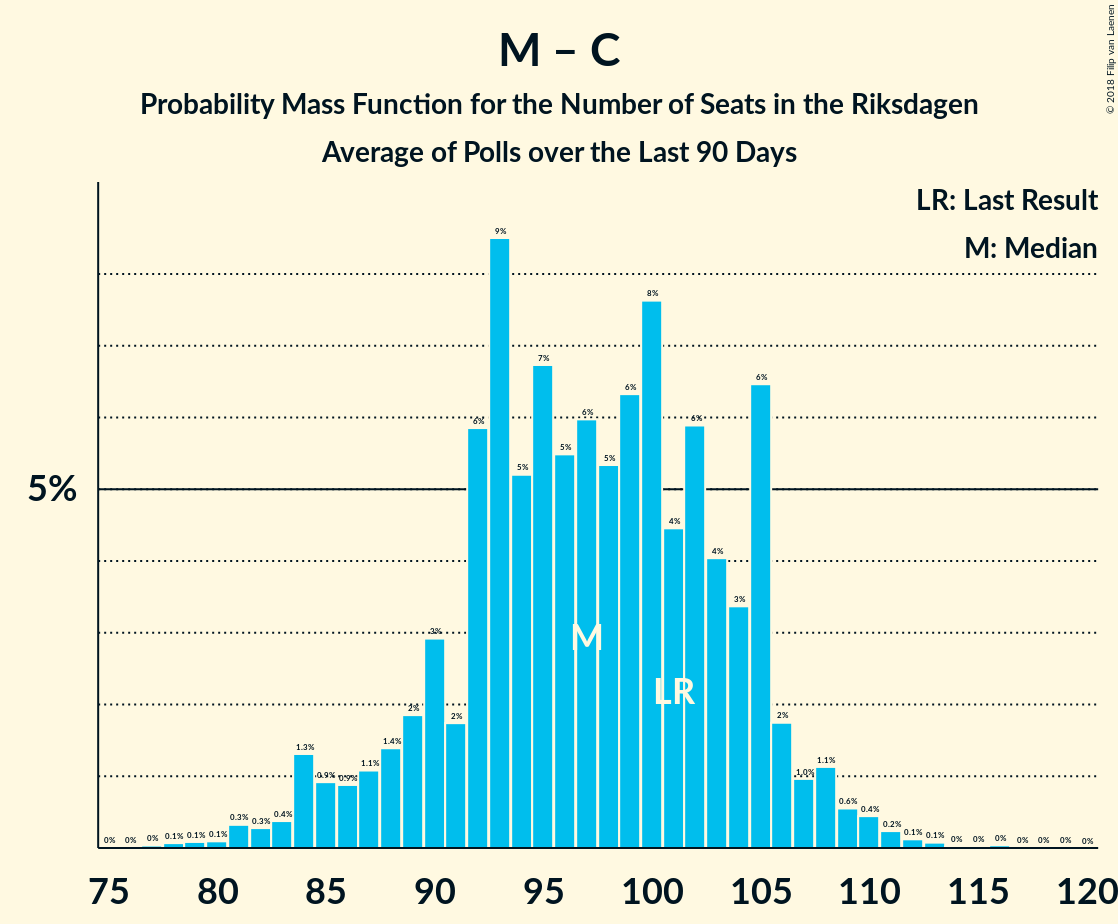 M – C
Probability Mass Function for the Number of Seats in the Riksdagen
Average of Polls over the Last 90 Days
© 2018 Filip van Laenen
LR: Last Result
M: Median
5%
0% 0% 0% 0.1% 0.1% 0.1% 0.3% 0.3% 0.4% 1.3% 0.9% 0.9% 1.1% 1.4% 2% 3% 2% 6% 9% 5% 7% 5% 6% 5% 6% 8% 4% 6% 4% 3% 6% 2% 1.0% 1.1% 0.6% 0.4% 0.2% 0.1% 0.1% 0% 0% 0% 0% 0% 0% 0%
M
LR
75 80 85 90 95 100 105 110 115 120